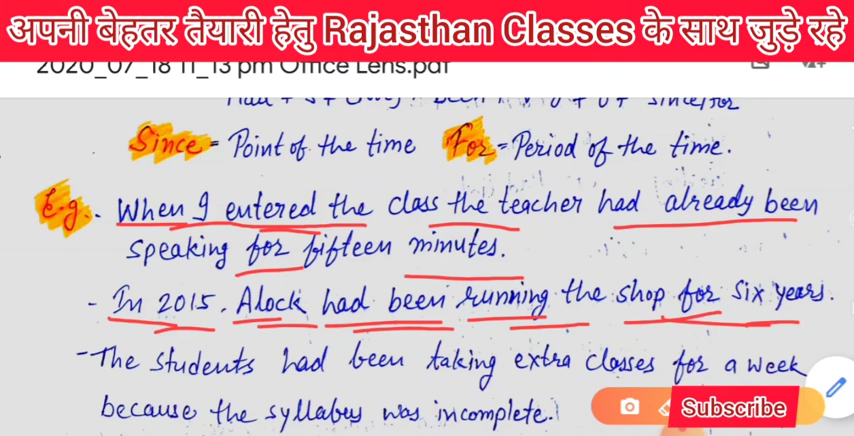 अपनी बेहतर तैयारी हेतु Rajasthan Classes के साथ जुड़े रहे
2020_07_18 11_13 pm Office Lens.pdf
Since = Point of the time For = Period of the time.
E.g. - When I entered the class the teacher had already been
speaking for fifteen minutes.
- In 2015, Alock had been running the shop for six years.
- The students had been taking extra classes for a week
because the syllabus was incomplete.
Subscribe